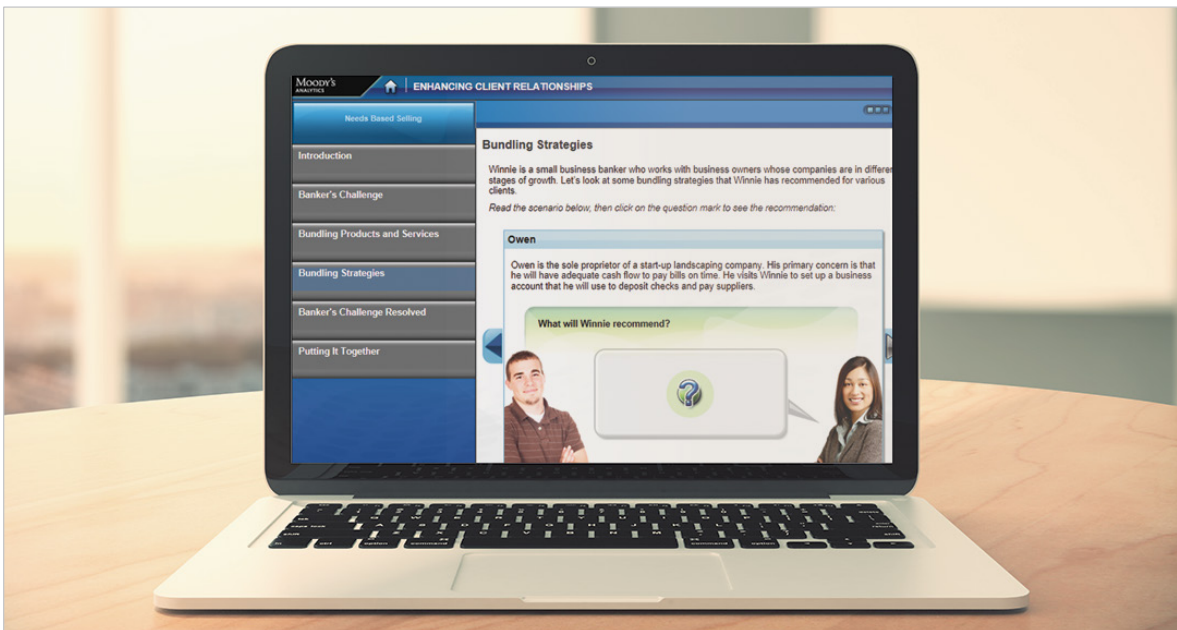 MOODY'S
ANALYTICS
ENHANCING CLIENT RELATIONSHIPS
Needs Based Selling
Introduction
Banker's Challenge
Bundling Products and Services
Bundling Strategies
Banker's Challenge Resolved
Putting It Together
Bundling Strategies
Winnie is a small business banker who works with business owners whose companies are in
stages of growth. Let's look at some bundling strategies that Winnie has recommended for various
clients.
Read the scenario below, then click on the question mark to see the recommendation:
Owen
Owen is the sole proprietor of a start-up landscaping company. His primary concern is that
he will have adequate cash flow to pay bills on time. He visits Winnie to set up a business
account that he will use to deposit checks and pay suppliers.
What will Winnie recommend?
?